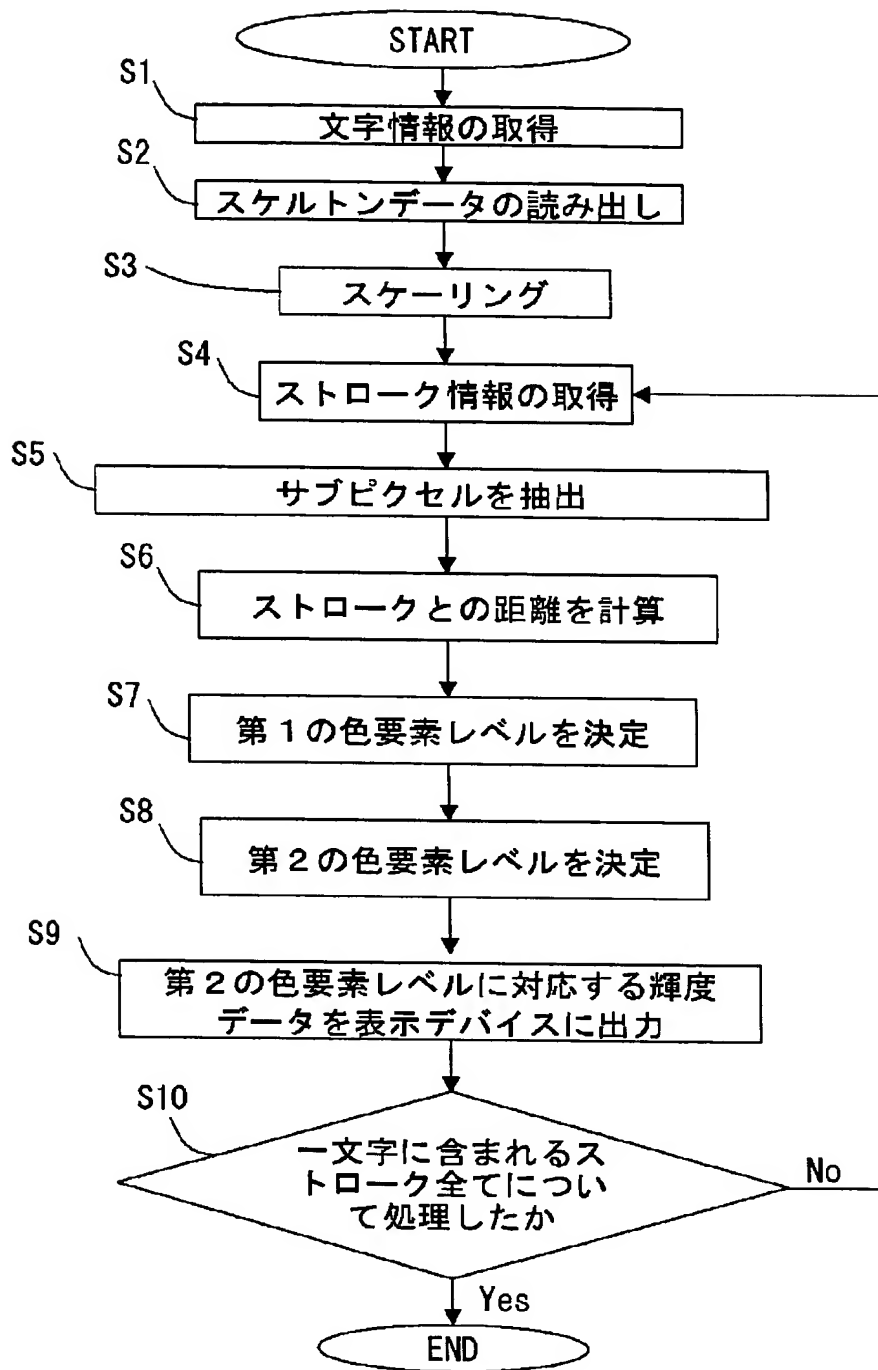 START
S1
文字情報の取得
S2
スケルトンデータの読み出し
S3
スケーリング
S4
ストローク情報の取得
S5
サブピクセルを抽出
S6
ストロークとの距離を計算
S7
第１の色要素レベルを決定
S8
第２の色要素レベルを決定
S9
第２の色要素レベルに対応する輝度
データを表示デバイスに出力
S10
一文字に含まれるス
トローク全てについ
て処理したか
No
Yes
END